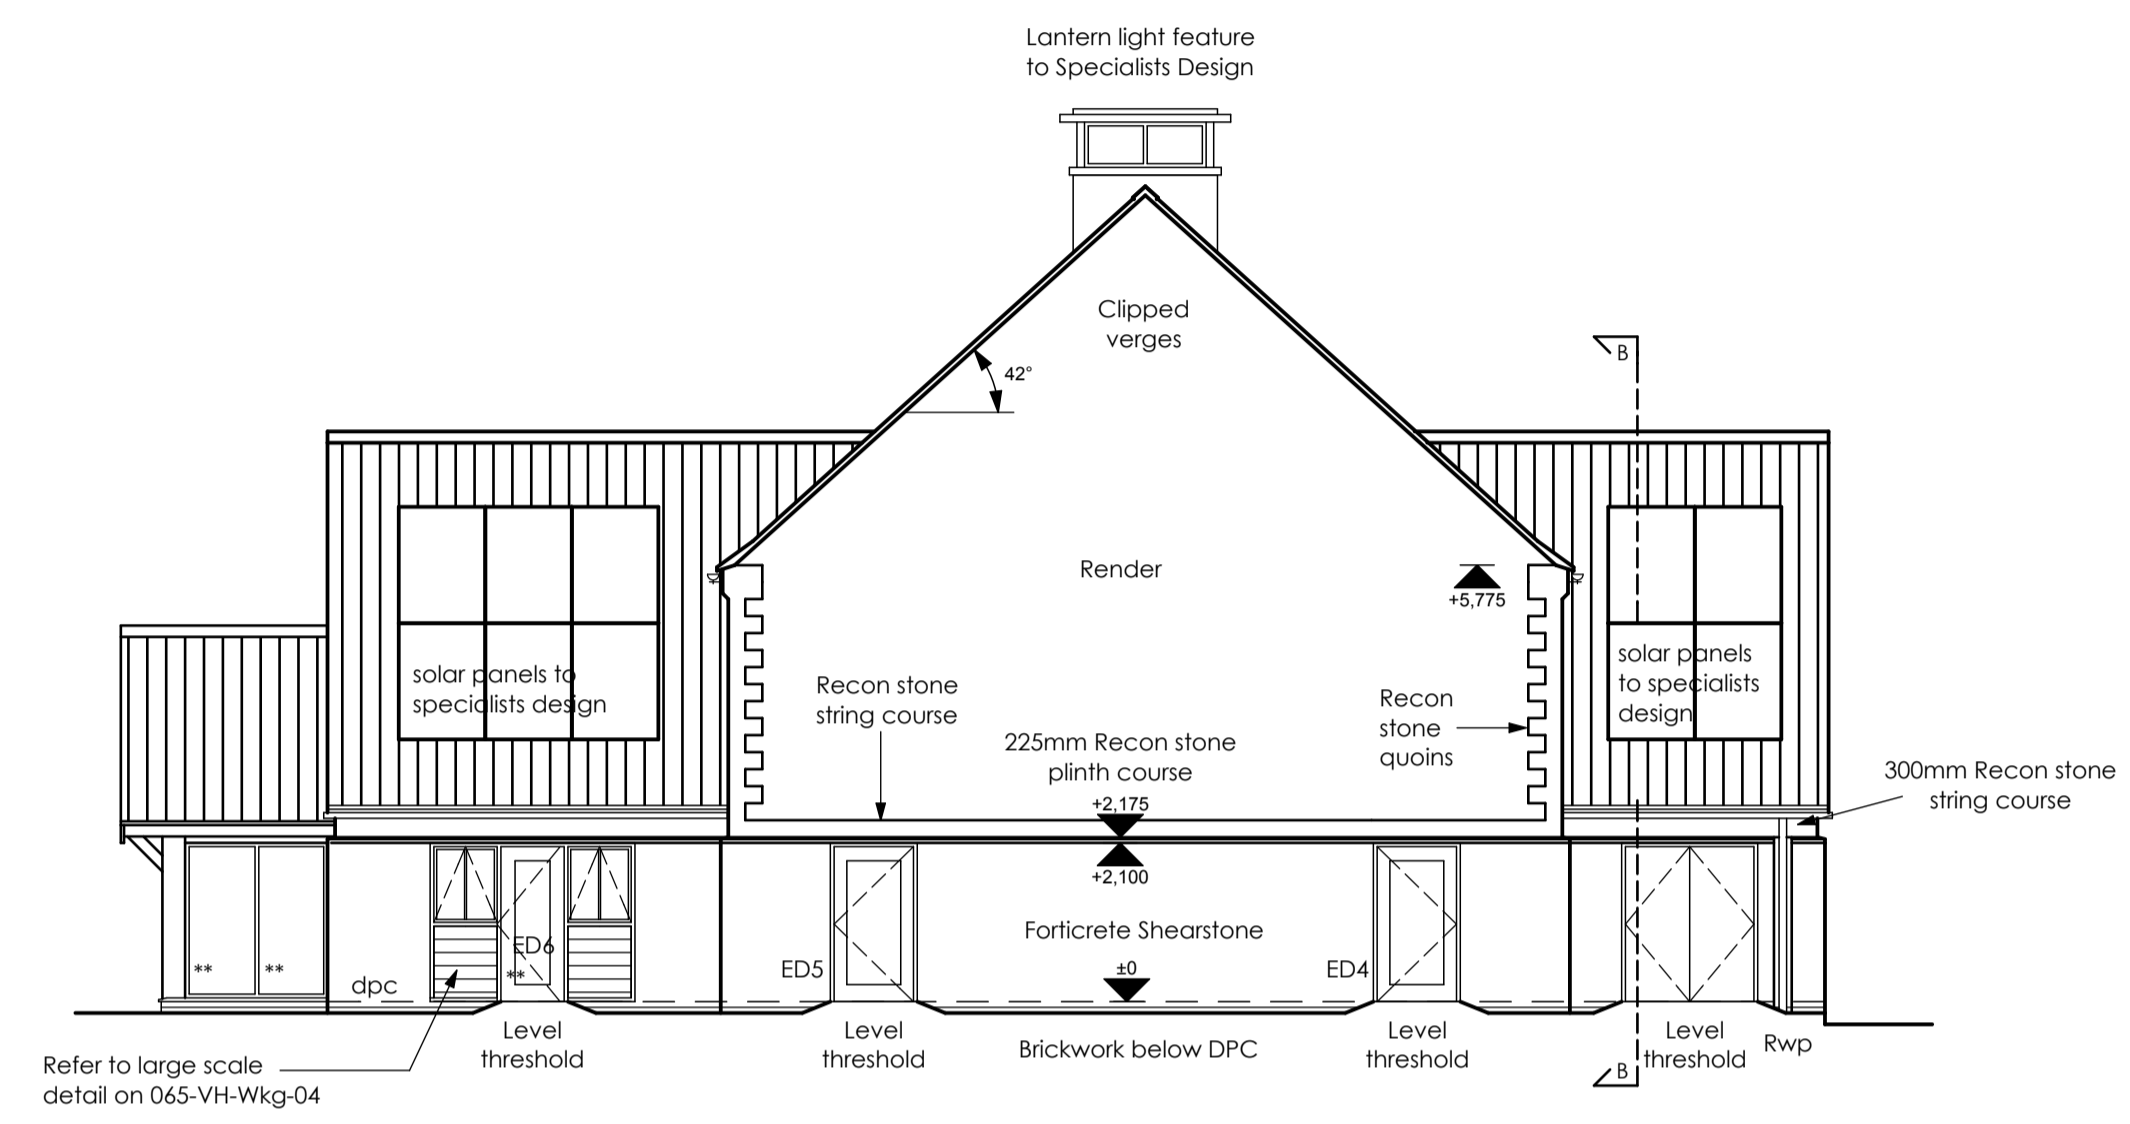 Lantern light feature
to Specialists Design
Clipped
verges
B
42°
Render
+5,775
solar panels to
specialists design
solar panels
to specialists
design
Recon stone
string course
Recon
stone
quoins
225mm Recon stone
plinth course
+2,175
300mm Recon stone
string course
+2,100
Forticrete Shearstone
ED6
**
**
**
dpc
ED5
±0
ED4
Level
threshold
Level
threshold
Brickwork below DPC
Level
threshold
Level
threshold
Rwp
B
Refer to large scale
detail on 065-VH-Wkg-04